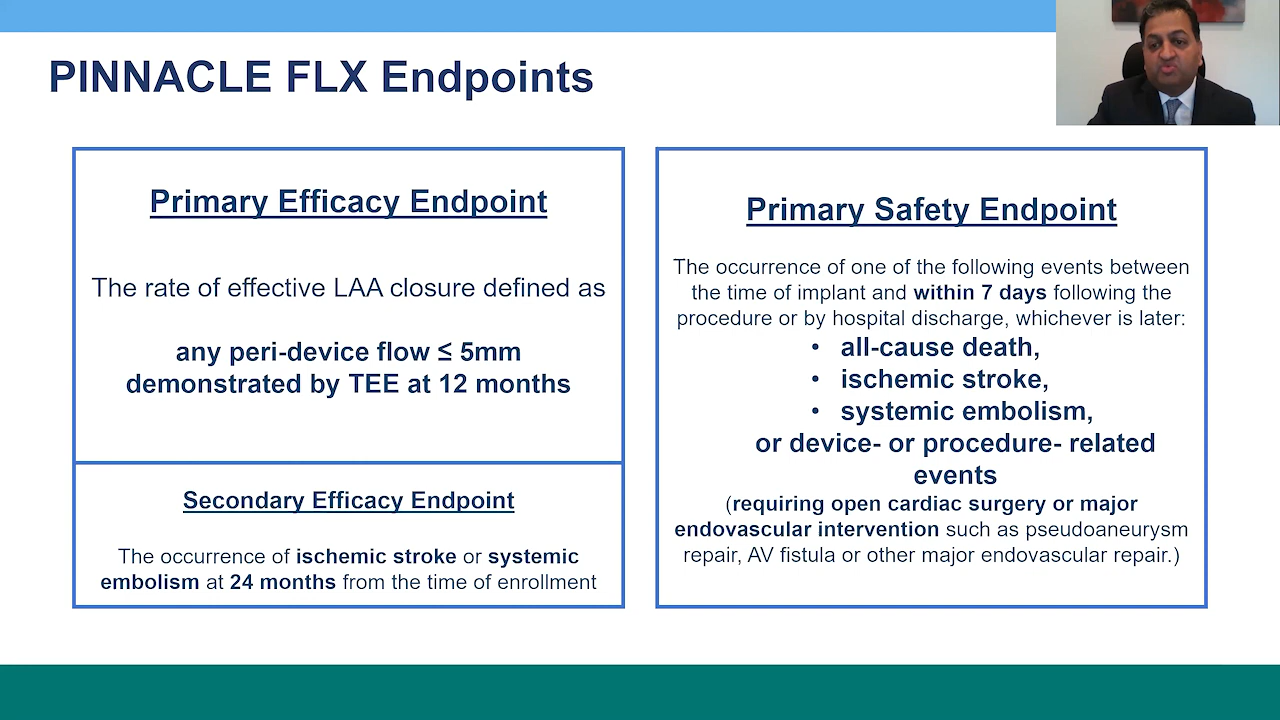 PINNACLE FLX Endpoints
Primary Efficacy Endpoint
The rate of effective LAA closure defined as
any peri-device flow ≤ 5mm
demonstrated by TEE at 12 months
Secondary Efficacy Endpoint
The occurrence of ischemic stroke or systemic
embolism at 24 months from the time of enrollment
Primary Safety Endpoint
The occurrence of one of the following events between
the time of implant and within 7 days following the
procedure or by hospital discharge, whichever is later:
• all-cause death,
• ischemic stroke,
• systemic embolism,
or device- or procedure- related
events
(requiring open cardiac surgery or major
endovascular intervention such as pseudoaneurysm
repair, AV fistula or other major endovascular repair.)